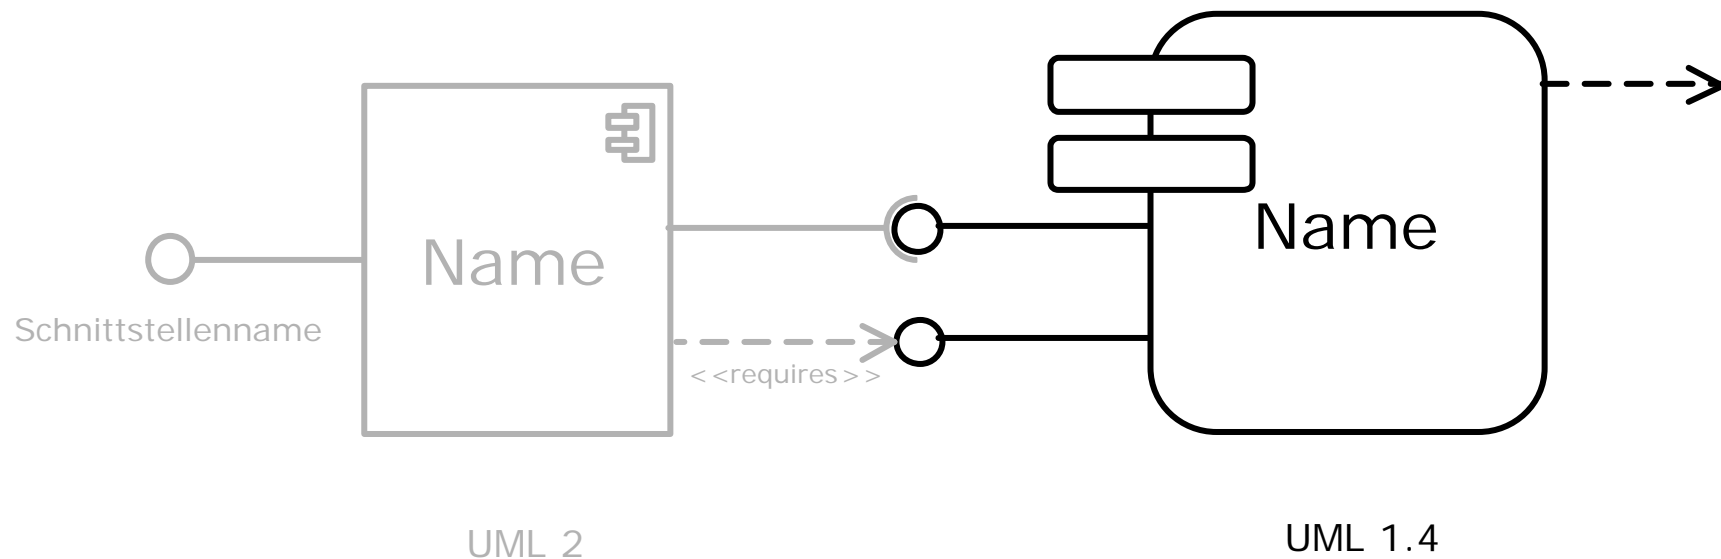 Name
Name
Schnittstellenname
<<requires>>
UML 2
UML 1.4